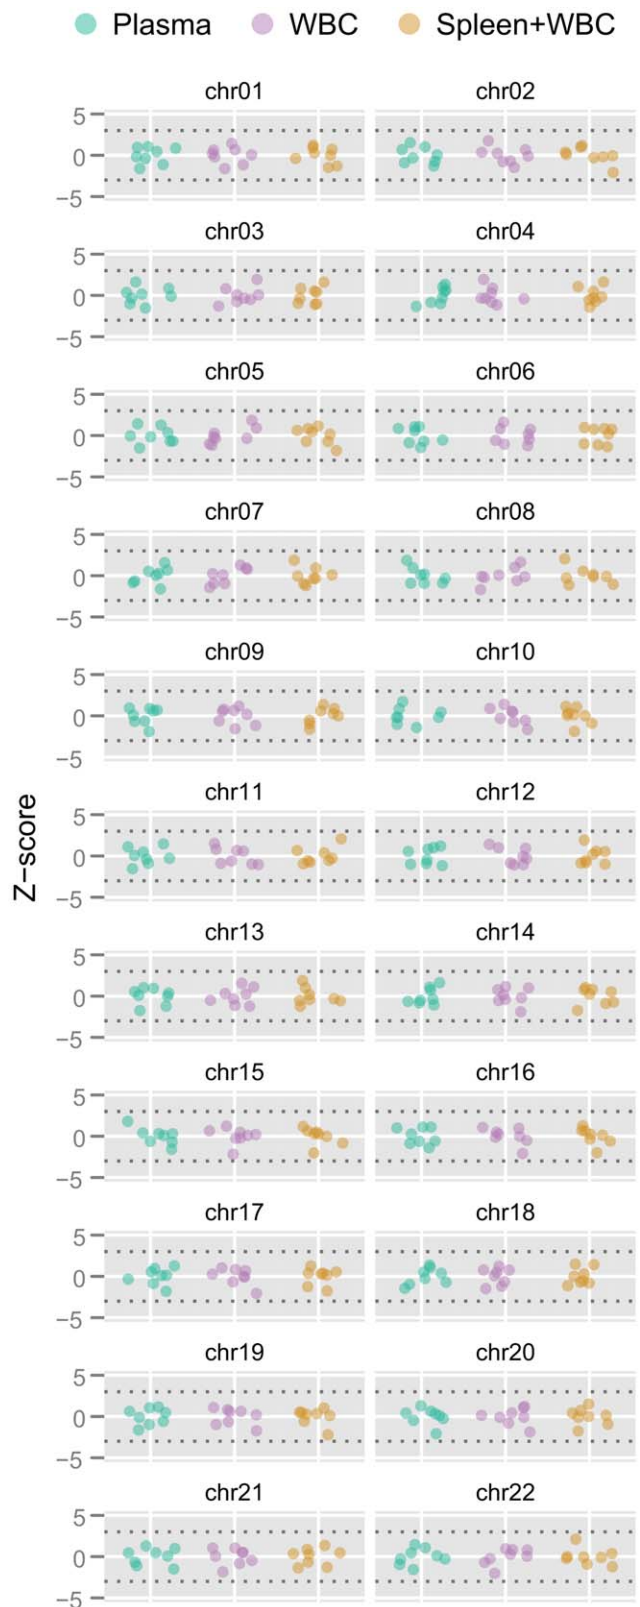 Plasma WBC Spleen+WBC
chr01 chr02
5
0
−5
chr03 chr04
5
0
−5
chr05 chr06
5
0
−5
chr07 chr08
5
0
−5
chr09 chr10
5
0
−5
Z−score
chr11 chr12
5
0
−5
chr13 chr14
5
0
−5
chr15 chr16
5
0
−5
chr17 chr18
5
0
−5
chr19 chr20
5
0
−5
chr21 chr22
5
0
−5